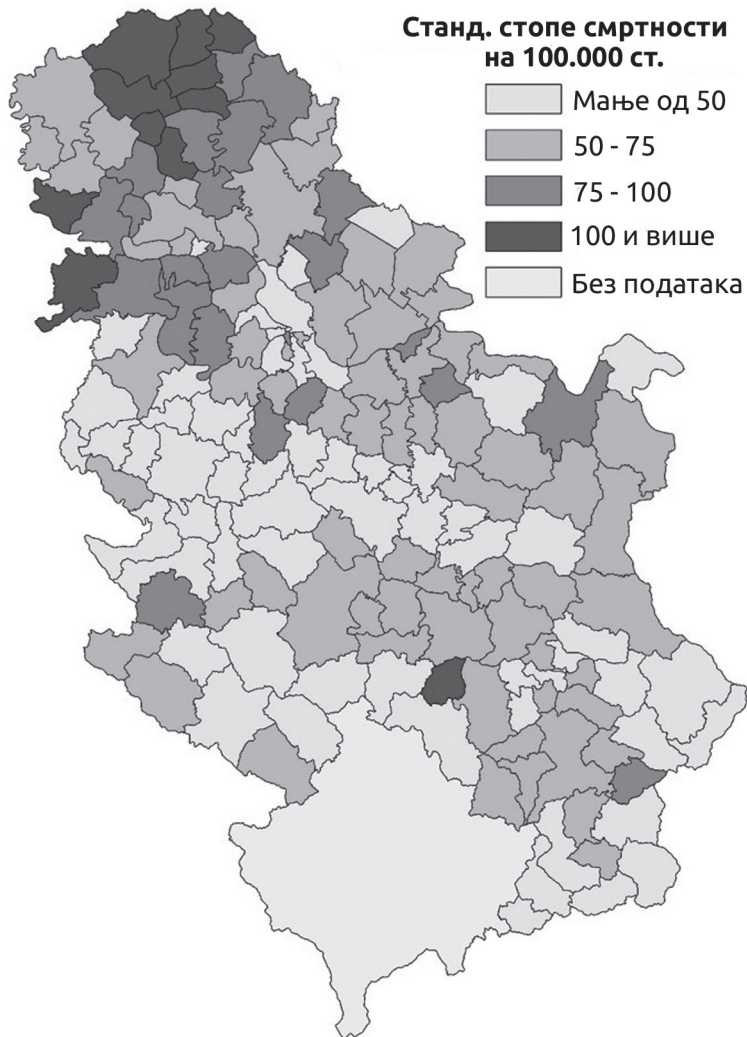 Станд. стопе смртности
на 100.000 ст.
Мање од 50
50 - 75
75 - 100
100 и више
Без података